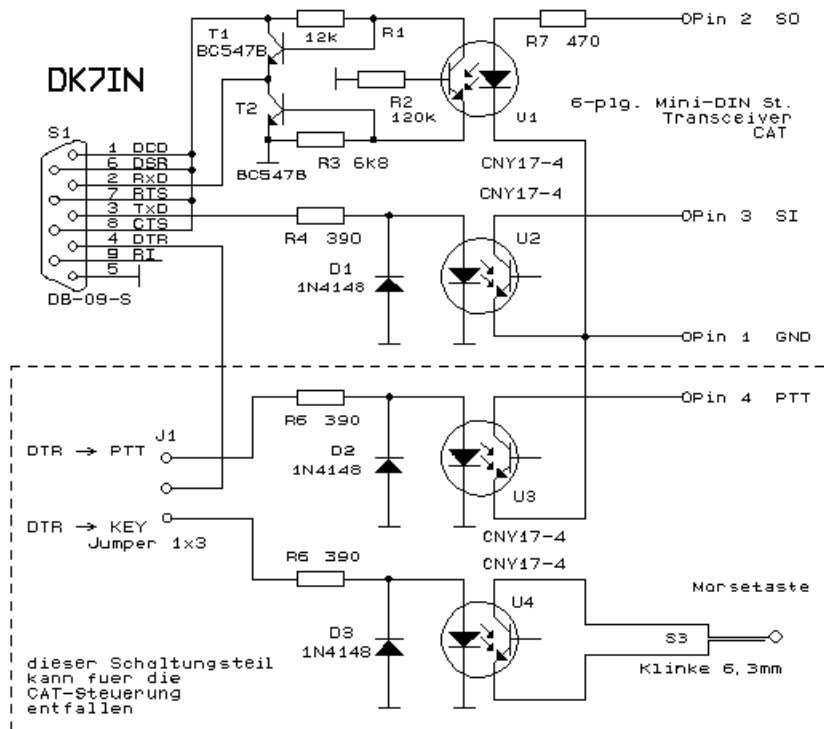 T1
BC547B
12k
R1
R7 470
Pin 2 SO
DK7IN
R2
120k
T2
U1
6-plg. Mini-DIN St.
Transceiver
CAT
S1
1 DCD
6 DSR
2 RxD
7 RTS
3 TxD
8 CTS
4 DTR
9 RI
5
DB-09-S
BC547B
R3 6K8
CNY17-4
CNY17-4
R4 390
U2
Pin 3 SI
D1
1N4148
Pin 1 GND
R6 390
Pin 4 PTT
J1
DTR → PTT
D2
1N4148
U3
DTR → KEY
Jumper 1x3
CNY17-4
CNY17-4
R6 390
U4
Morsetaste
D3
1N4148
S3
Klinke 6,3mm
dieser Schaltungsteil
kann fuer die
CAT-Steuerung
entfallen